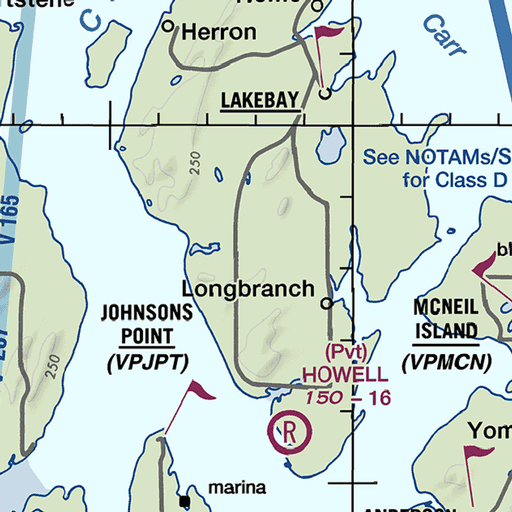 Herron
Carr
LAKEBAY
250
See NOTAMs/S
for Class D
V 165
Longbranch
JOHNSONS
POINT
(VPJPT)
MCNEIL
ISLAND
(VPMCN)
250
(Pvt)
HOWELL
150 – 16
R
Yom
marina